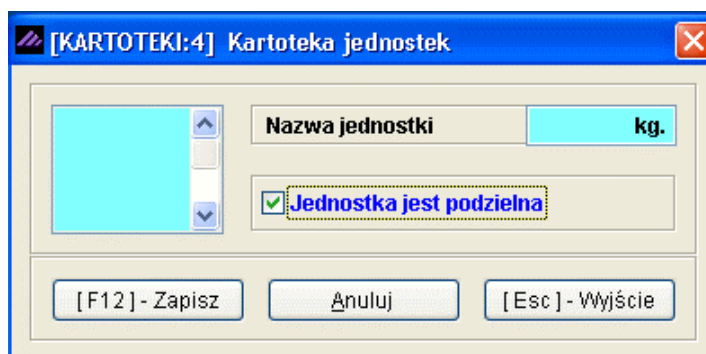 [KARTOTEKI:4] Kartoteka jednostek
Nazwa jednostki kg.
Jednostka jest podzielna
[F12] - Zapisz Anuluj [Esc] - Wyjście